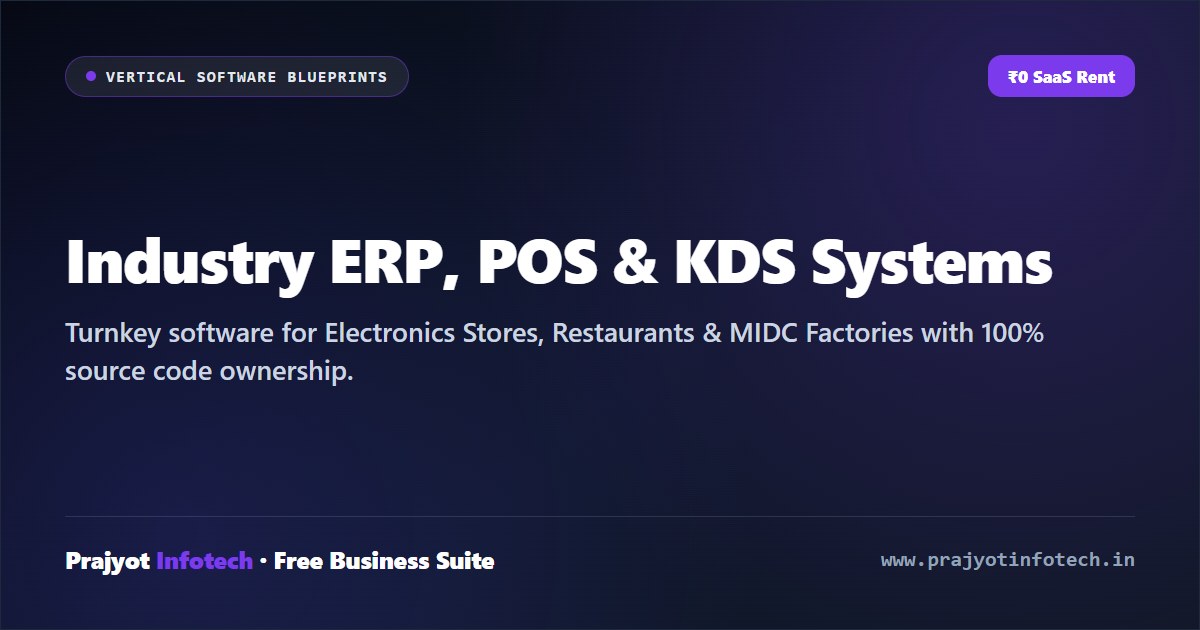 VERTICAL SOFTWARE BLUEPRINTS
₹0 SaaS Rent
Industry ERP, POS & KDS Systems
Turnkey software for Electronics Stores, Restaurants & MIDC Factories with 100%
source code ownership.
Prajyot Infotech · Free Business Suite
www.prajyotinfotech.in